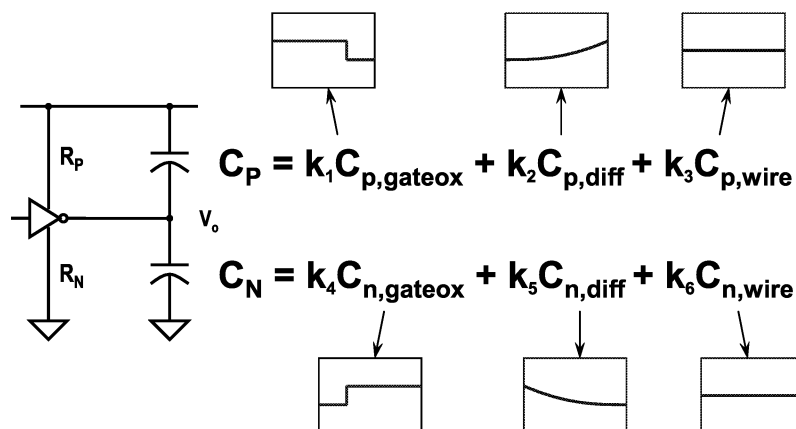 R_P
C_P = k_1C_p,gateox + k_2C_p,diff + k_3C_p,wire
V_o
R_N
C_N = k_4C_n,gateox + k_5C_n,diff + k_6C_n,wire